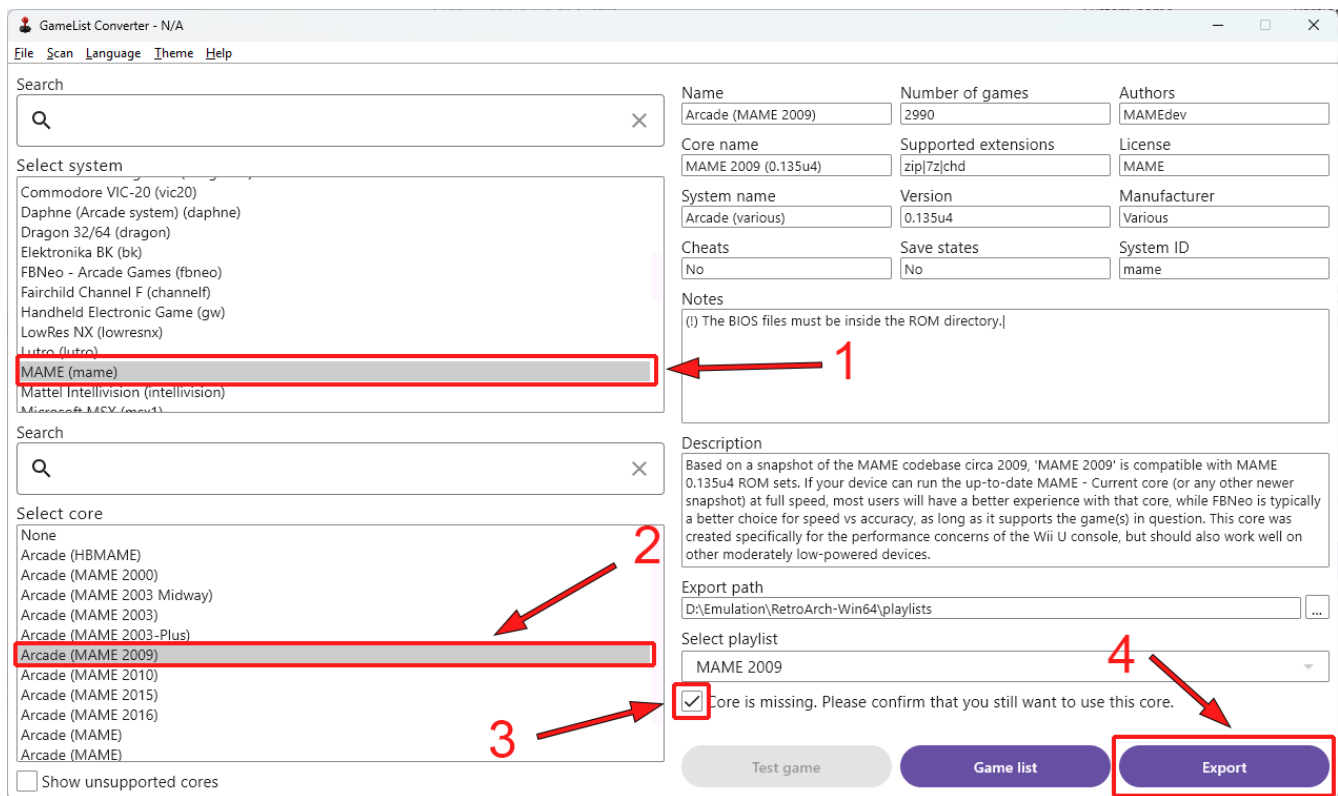 GameList Converter - N/A
File Scan Language Theme Help
Search
Select system
Commodore VIC-20 (vic20)
Daphne (Arcade system) (daphne)
Dragon 32/64 (dragon)
Elektronika BK (bk)
FBNeo - Arcade Games (fbneo)
Fairchild Channel F (channelf)
Handheld Electronic Game (gw)
LowRes NX (lowresnx)
Lutro (lutro)
MAME (mame)
Mattel Intellivision (intellivision)
Microsoft MSX (msx1)
1
Search
Select core
None
Arcade (HBMAME)
Arcade (MAME 2000)
Arcade (MAME 2003 Midway)
Arcade (MAME 2003)
Arcade (MAME 2003-Plus)
Arcade (MAME 2009)
Arcade (MAME 2010)
Arcade (MAME 2015)
Arcade (MAME 2016)
Arcade (MAME)
Arcade (MAME)
2
3
Show unsupported cores
Name Number of games Authors
Arcade (MAME 2009) 2990 MAMEdev
Core name Supported extensions License
MAME 2009 (0.135u4) zip|7z|chd MAME
System name Version Manufacturer
Arcade (various) 0.135u4 Various
Cheats Save states System ID
No No mame
Notes
(!) The BIOS files must be inside the ROM directory.
Description
Based on a snapshot of the MAME codebase circa 2009, 'MAME 2009' is compatible with MAME
0.135u4 ROM sets. If your device can run the up-to-date MAME - Current core (or any other newer
snapshot) at full speed, most users will have a better experience with that core, while FBNeo is typically
a better choice for speed vs accuracy, as long as it supports the game(s) in question. This core was
created specifically for the performance concerns of the Wii U console, but should also work well on
other moderately low-powered devices.
Export path
D:\Emulation\RetroArch-Win64\playlists ...
Select playlist
MAME 2009
4
Core is missing. Please confirm that you still want to use this core.
Test game Game list Export